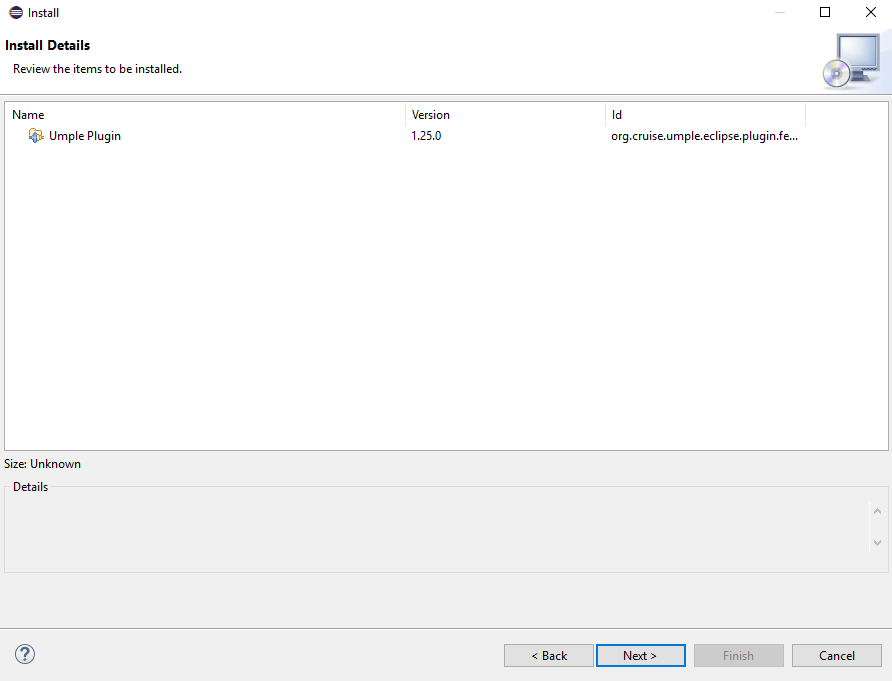 Install
Install Details
Review the items to be installed.
Name Version Id
Umple Plugin 1.25.0 org.cruise.umple.eclipse.plugin.fe...
Size: Unknown
Details
? < Back Next > Finish Cancel